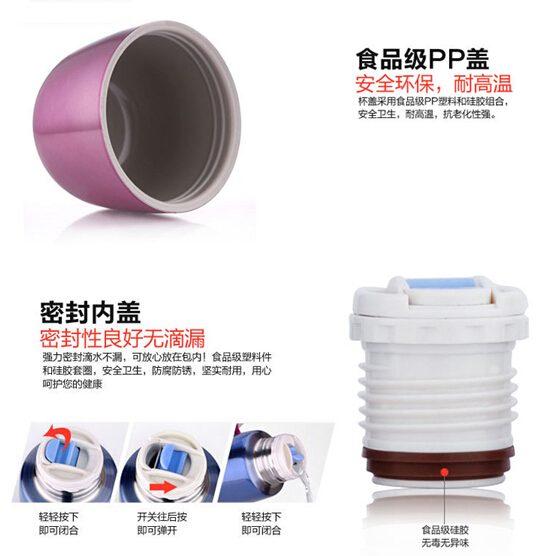 食品级PP盖
安全环保，耐高温
杯盖采用食品级PP塑料和硅胶组合，
安全卫生，耐高温，抗老化性强。
密封内盖
密封性良好无滴漏
强力密封滴水不漏，可放心放在包内！食品级塑料件
和硅胶套圈，安全卫生，防腐防锈，坚实耐用，用心
呵护您的健康
轻轻按下
即可闭合
开关往后按
即可弹开
轻轻按下
即可闭合
食品级硅胶
无毒无异味